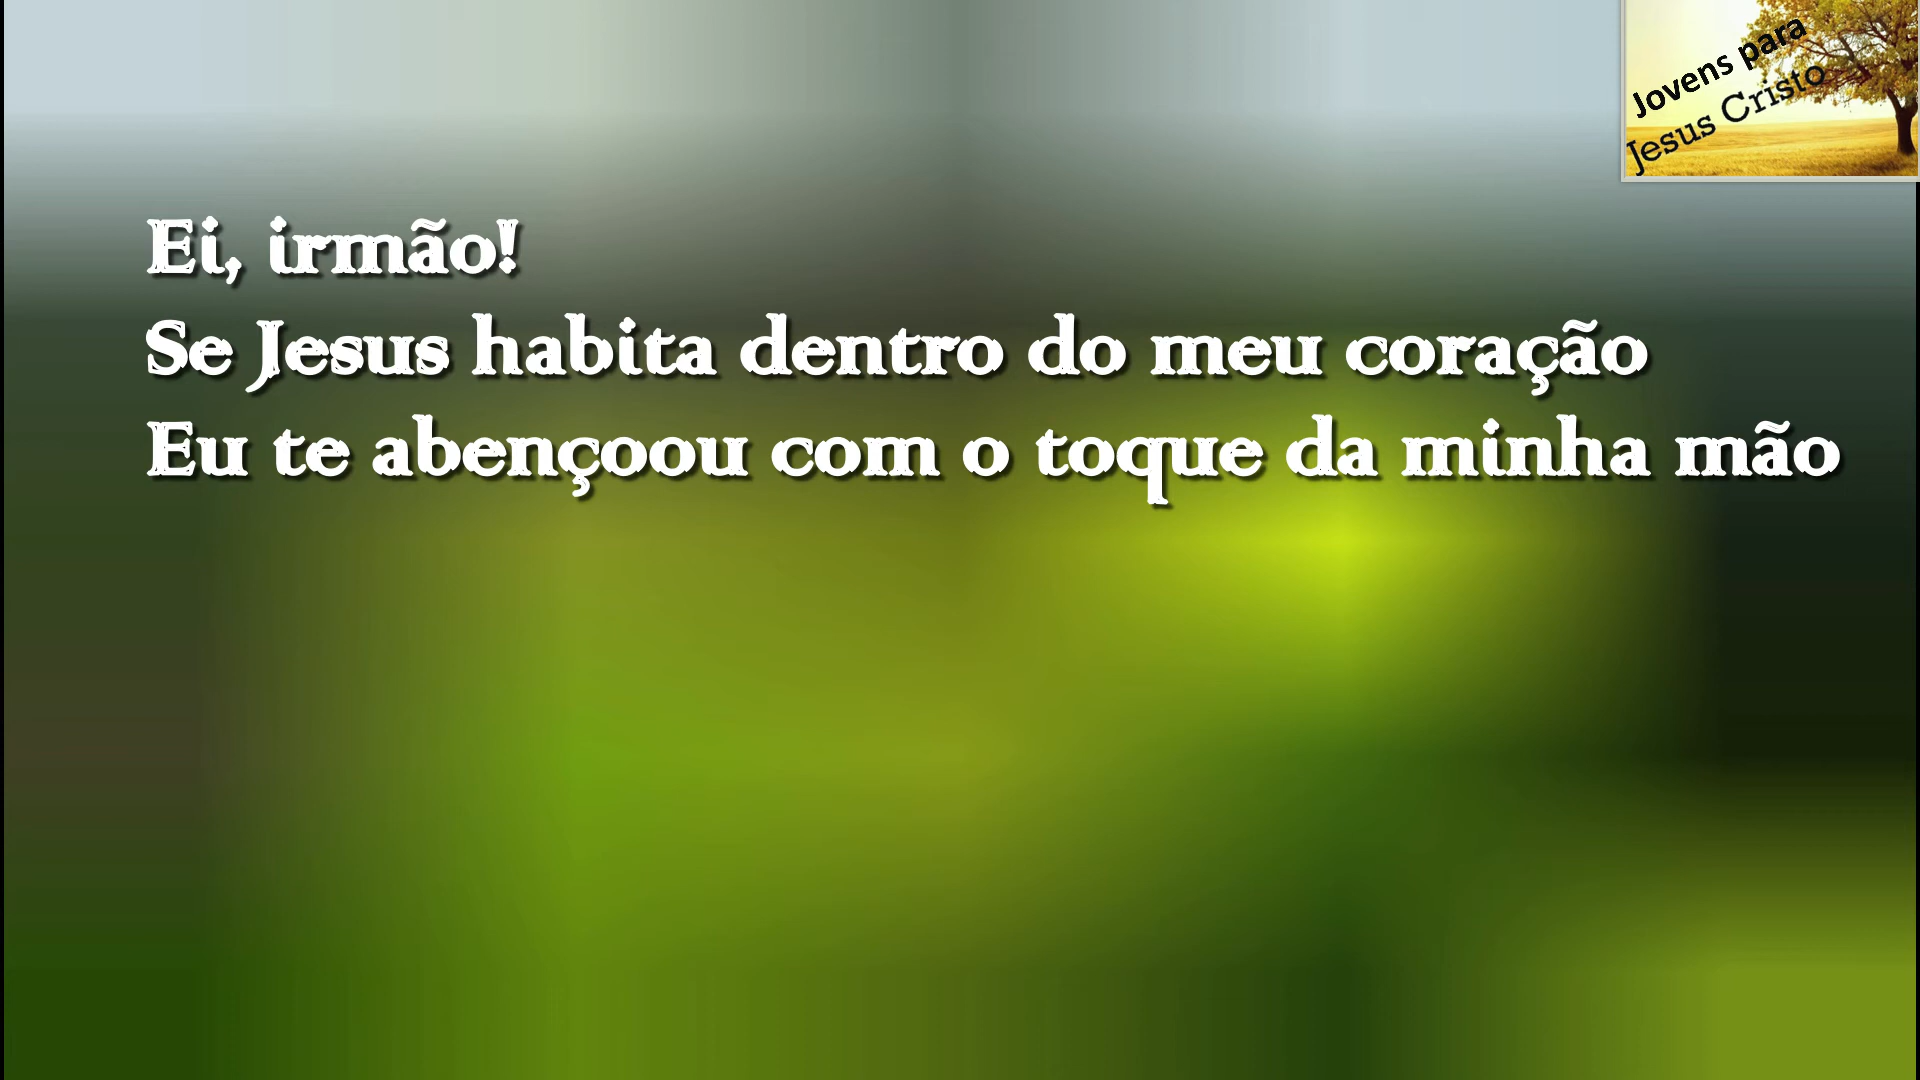 Jovens para
Jesus Cristo
Ei, irmão!
Se Jesus habita dentro do meu coração
Eu te abençoou com o toque da minha mão